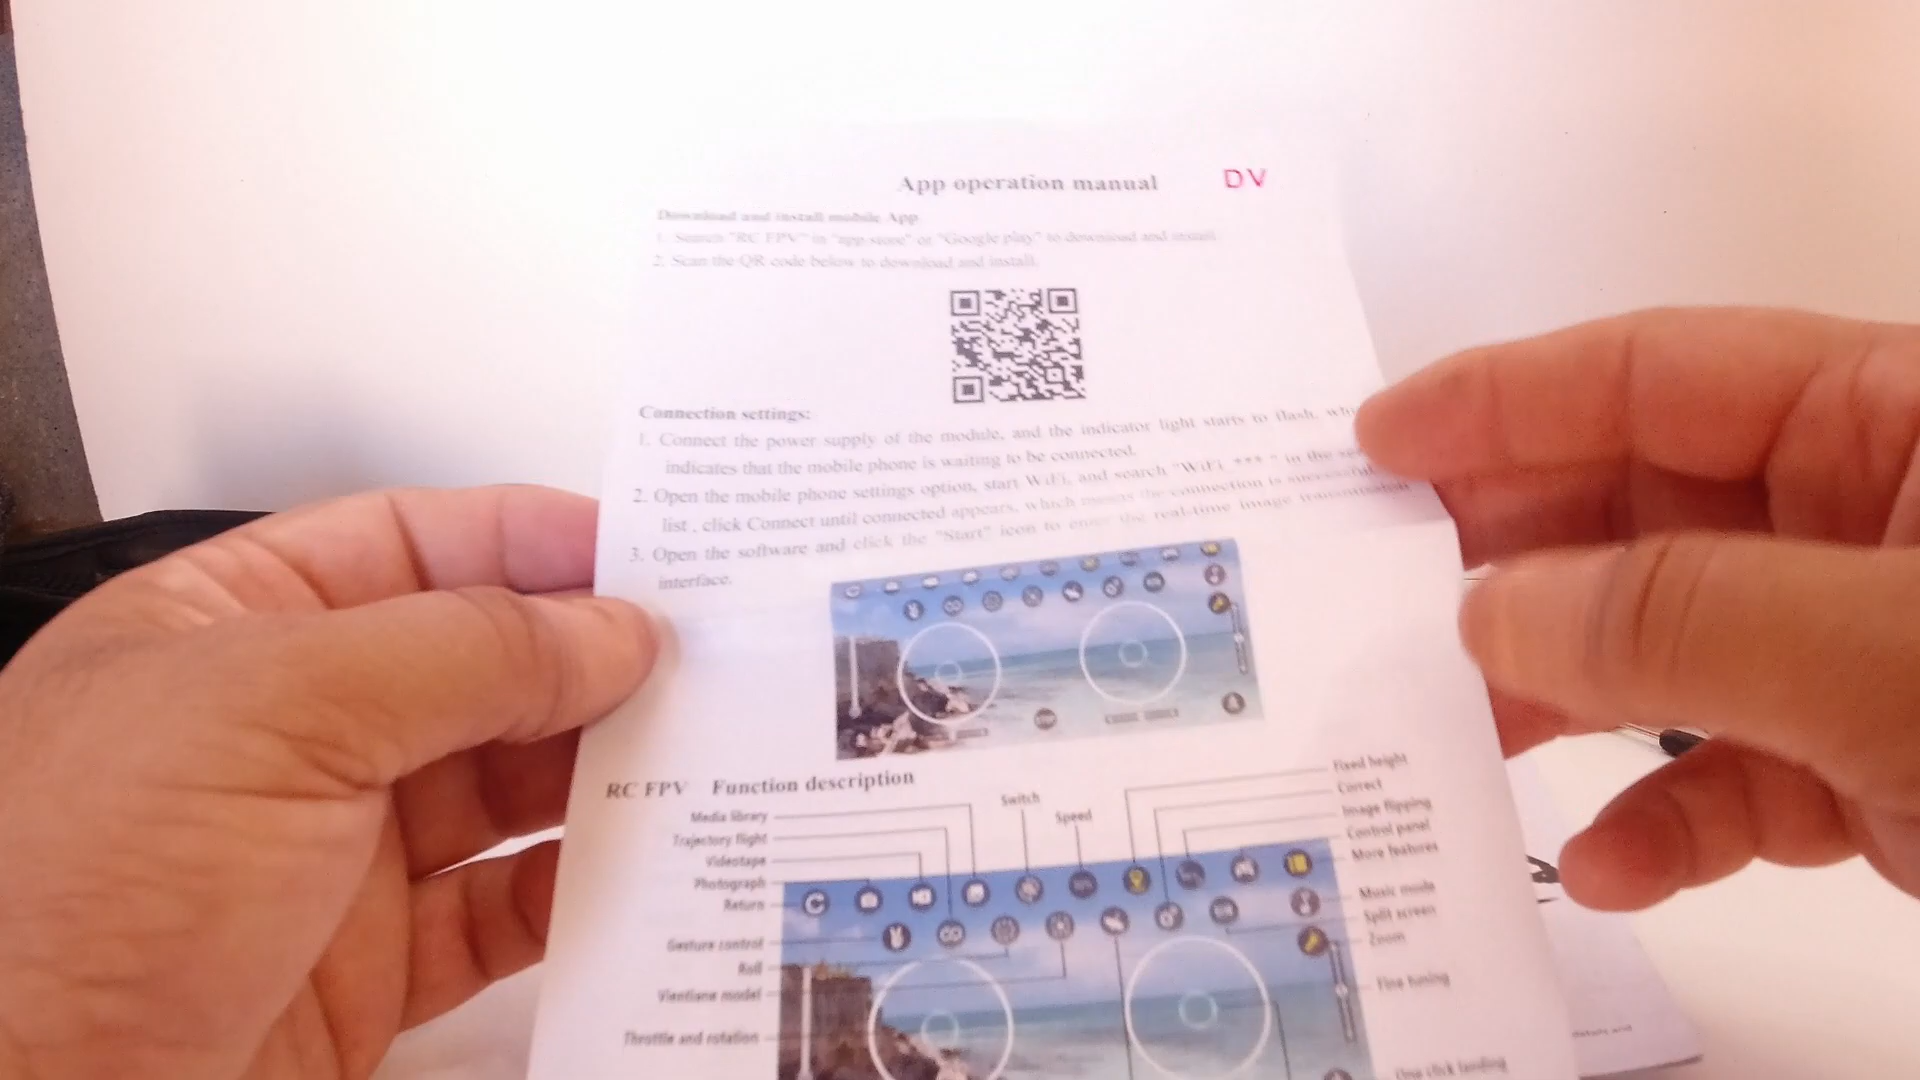 App operation manual DV
Download and install mobile App
1. Search "RC FPV" in "app store" or "Google play" to download and install
2. Scan the QR code below to download and install.
Connection settings:
1. Connect the power supply of the module, and the indicator light starts to flash,
indicates that the mobile phone is waiting to be connected.
2. Open the mobile phone settings option, start WiFi, and search "WiFi *** " in the
list , click Connect until connected appears, which means the connection is successful
3. Open the software and click the "Start" icon to enter the real-time image transmission
interface.
RC FPV Function description
Media library
Trajectory flight
Videotape
Photograph
Return
Gesture control
Roll
Vientiane model
Throttle and rotation
Switch
Speed
Fixed height
Correct
Image flipping
Control panel
More features
Music mode
Split screen
Zoom
Fine tuning
One click landing